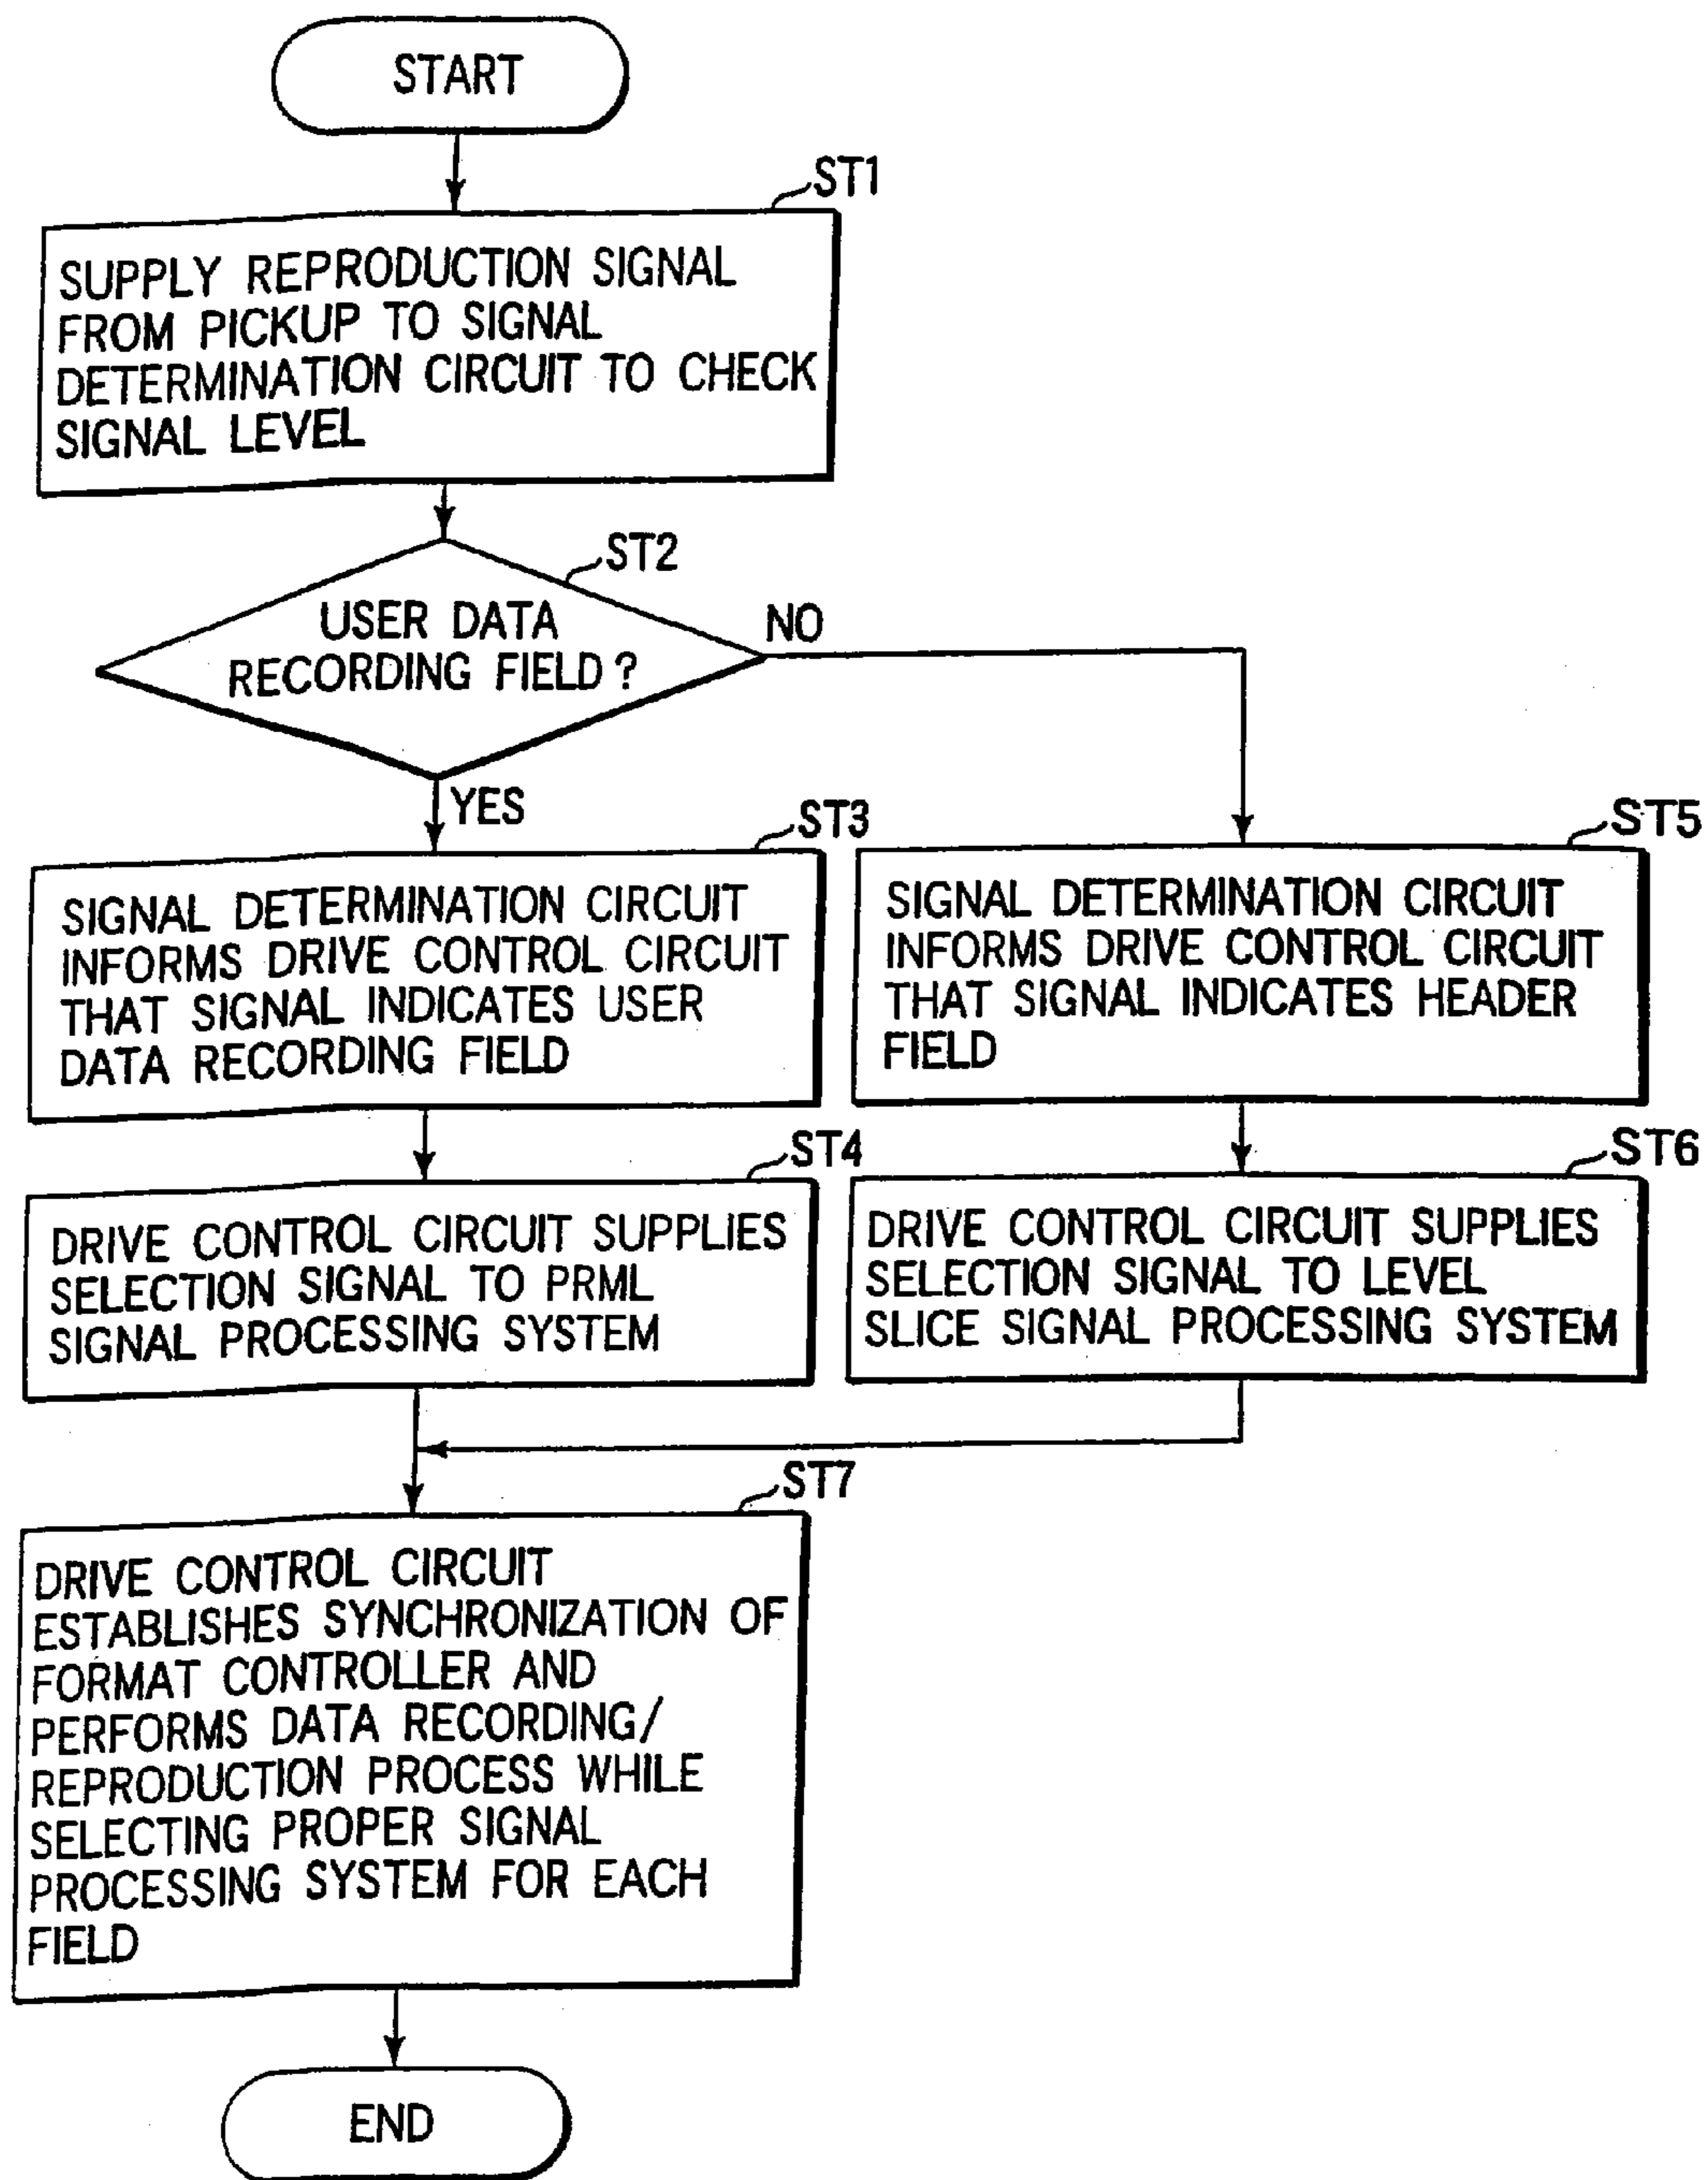 START
ST1
SUPPLY REPRODUCTION SIGNAL
FROM PICKUP TO SIGNAL
DETERMINATION CIRCUIT TO CHECK
SIGNAL LEVEL
ST2
USER DATA
RECORDING FIELD?
NO
YES
ST3
SIGNAL DETERMINATION CIRCUIT
INFORMS DRIVE CONTROL CIRCUIT
THAT SIGNAL INDICATES USER
DATA RECORDING FIELD
ST5
SIGNAL DETERMINATION CIRCUIT
INFORMS DRIVE CONTROL CIRCUIT
THAT SIGNAL INDICATES HEADER
FIELD
ST4
DRIVE CONTROL CIRCUIT SUPPLIES
SELECTION SIGNAL TO PRML
SIGNAL PROCESSING SYSTEM
ST6
DRIVE CONTROL CIRCUIT SUPPLIES
SELECTION SIGNAL TO LEVEL
SLICE SIGNAL PROCESSING SYSTEM
ST7
DRIVE CONTROL CIRCUIT
ESTABLISHES SYNCHRONIZATION OF
FORMAT CONTROLLER AND
PERFORMS DATA RECORDING/
REPRODUCTION PROCESS WHILE
SELECTING PROPER SIGNAL
PROCESSING SYSTEM FOR EACH
FIELD
END